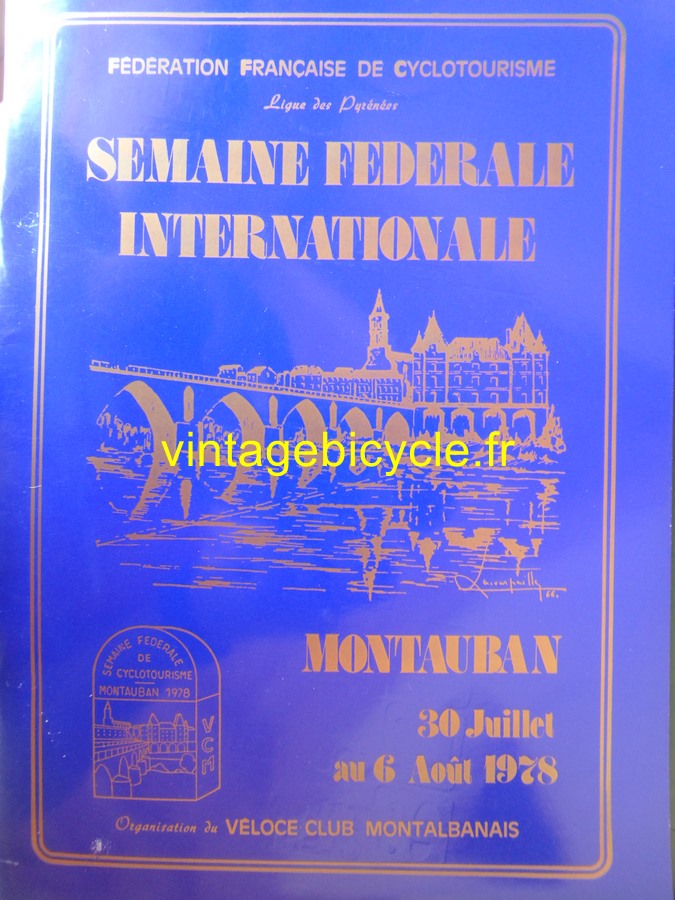 FÉDÉRATION FRANÇAISE DE CYCLOTOURISME
Ligue des Pyrénées
SEMAINE FEDERALE
INTERNATIONALE
vintagebicycle.fr
66.
MONTAUBAN
30 Juillet
au 6 Août 1978
SEMAINE FEDERALE
DE
CYCLOTOURISME
MONTAUBAN 1978
VCM
Organisation du VÉLOCE CLUB MONTALBANAIS